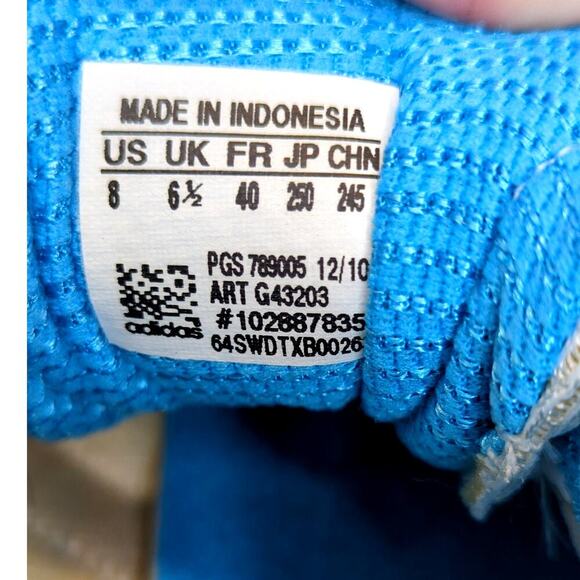 MADE IN INDONESIA
US UK FR JP CHN
8 6½ 40 250 245
PGS 789005 12/10
ART G43203
#102887835
64SWDTXB0026
adidas